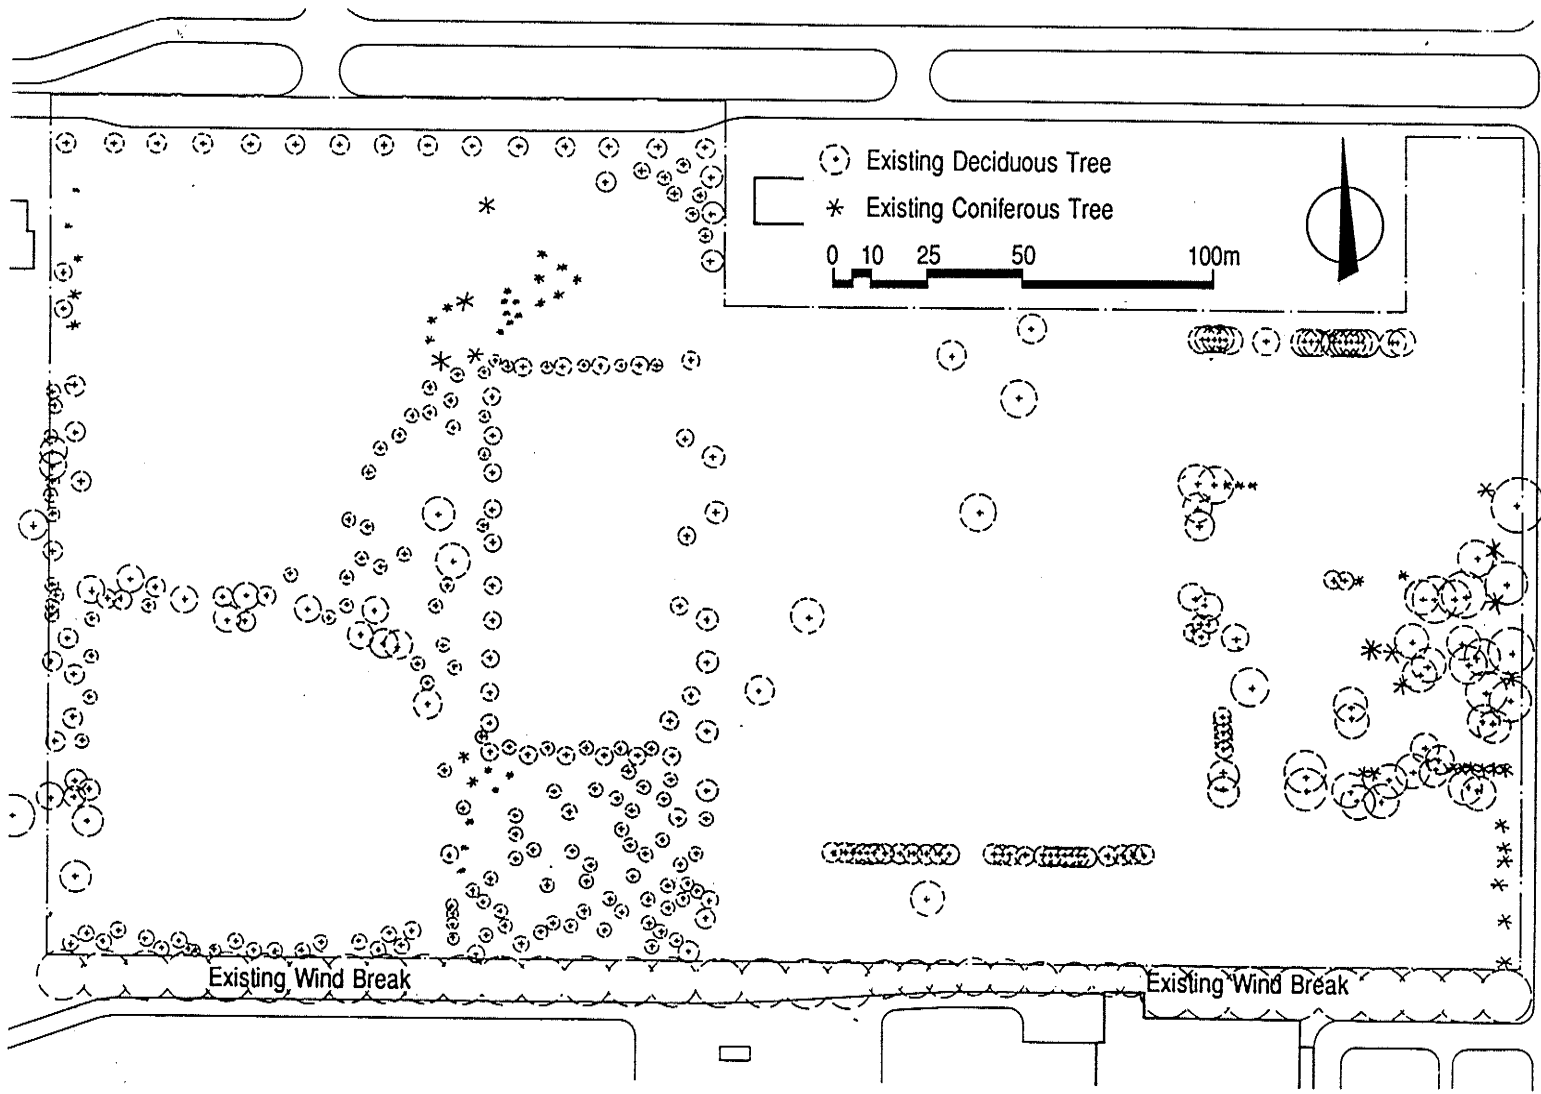 Existing Deciduous Tree
Existing Coniferous Tree
0 10 25 50 100m
Existing Wind Break
Existing Wind Break